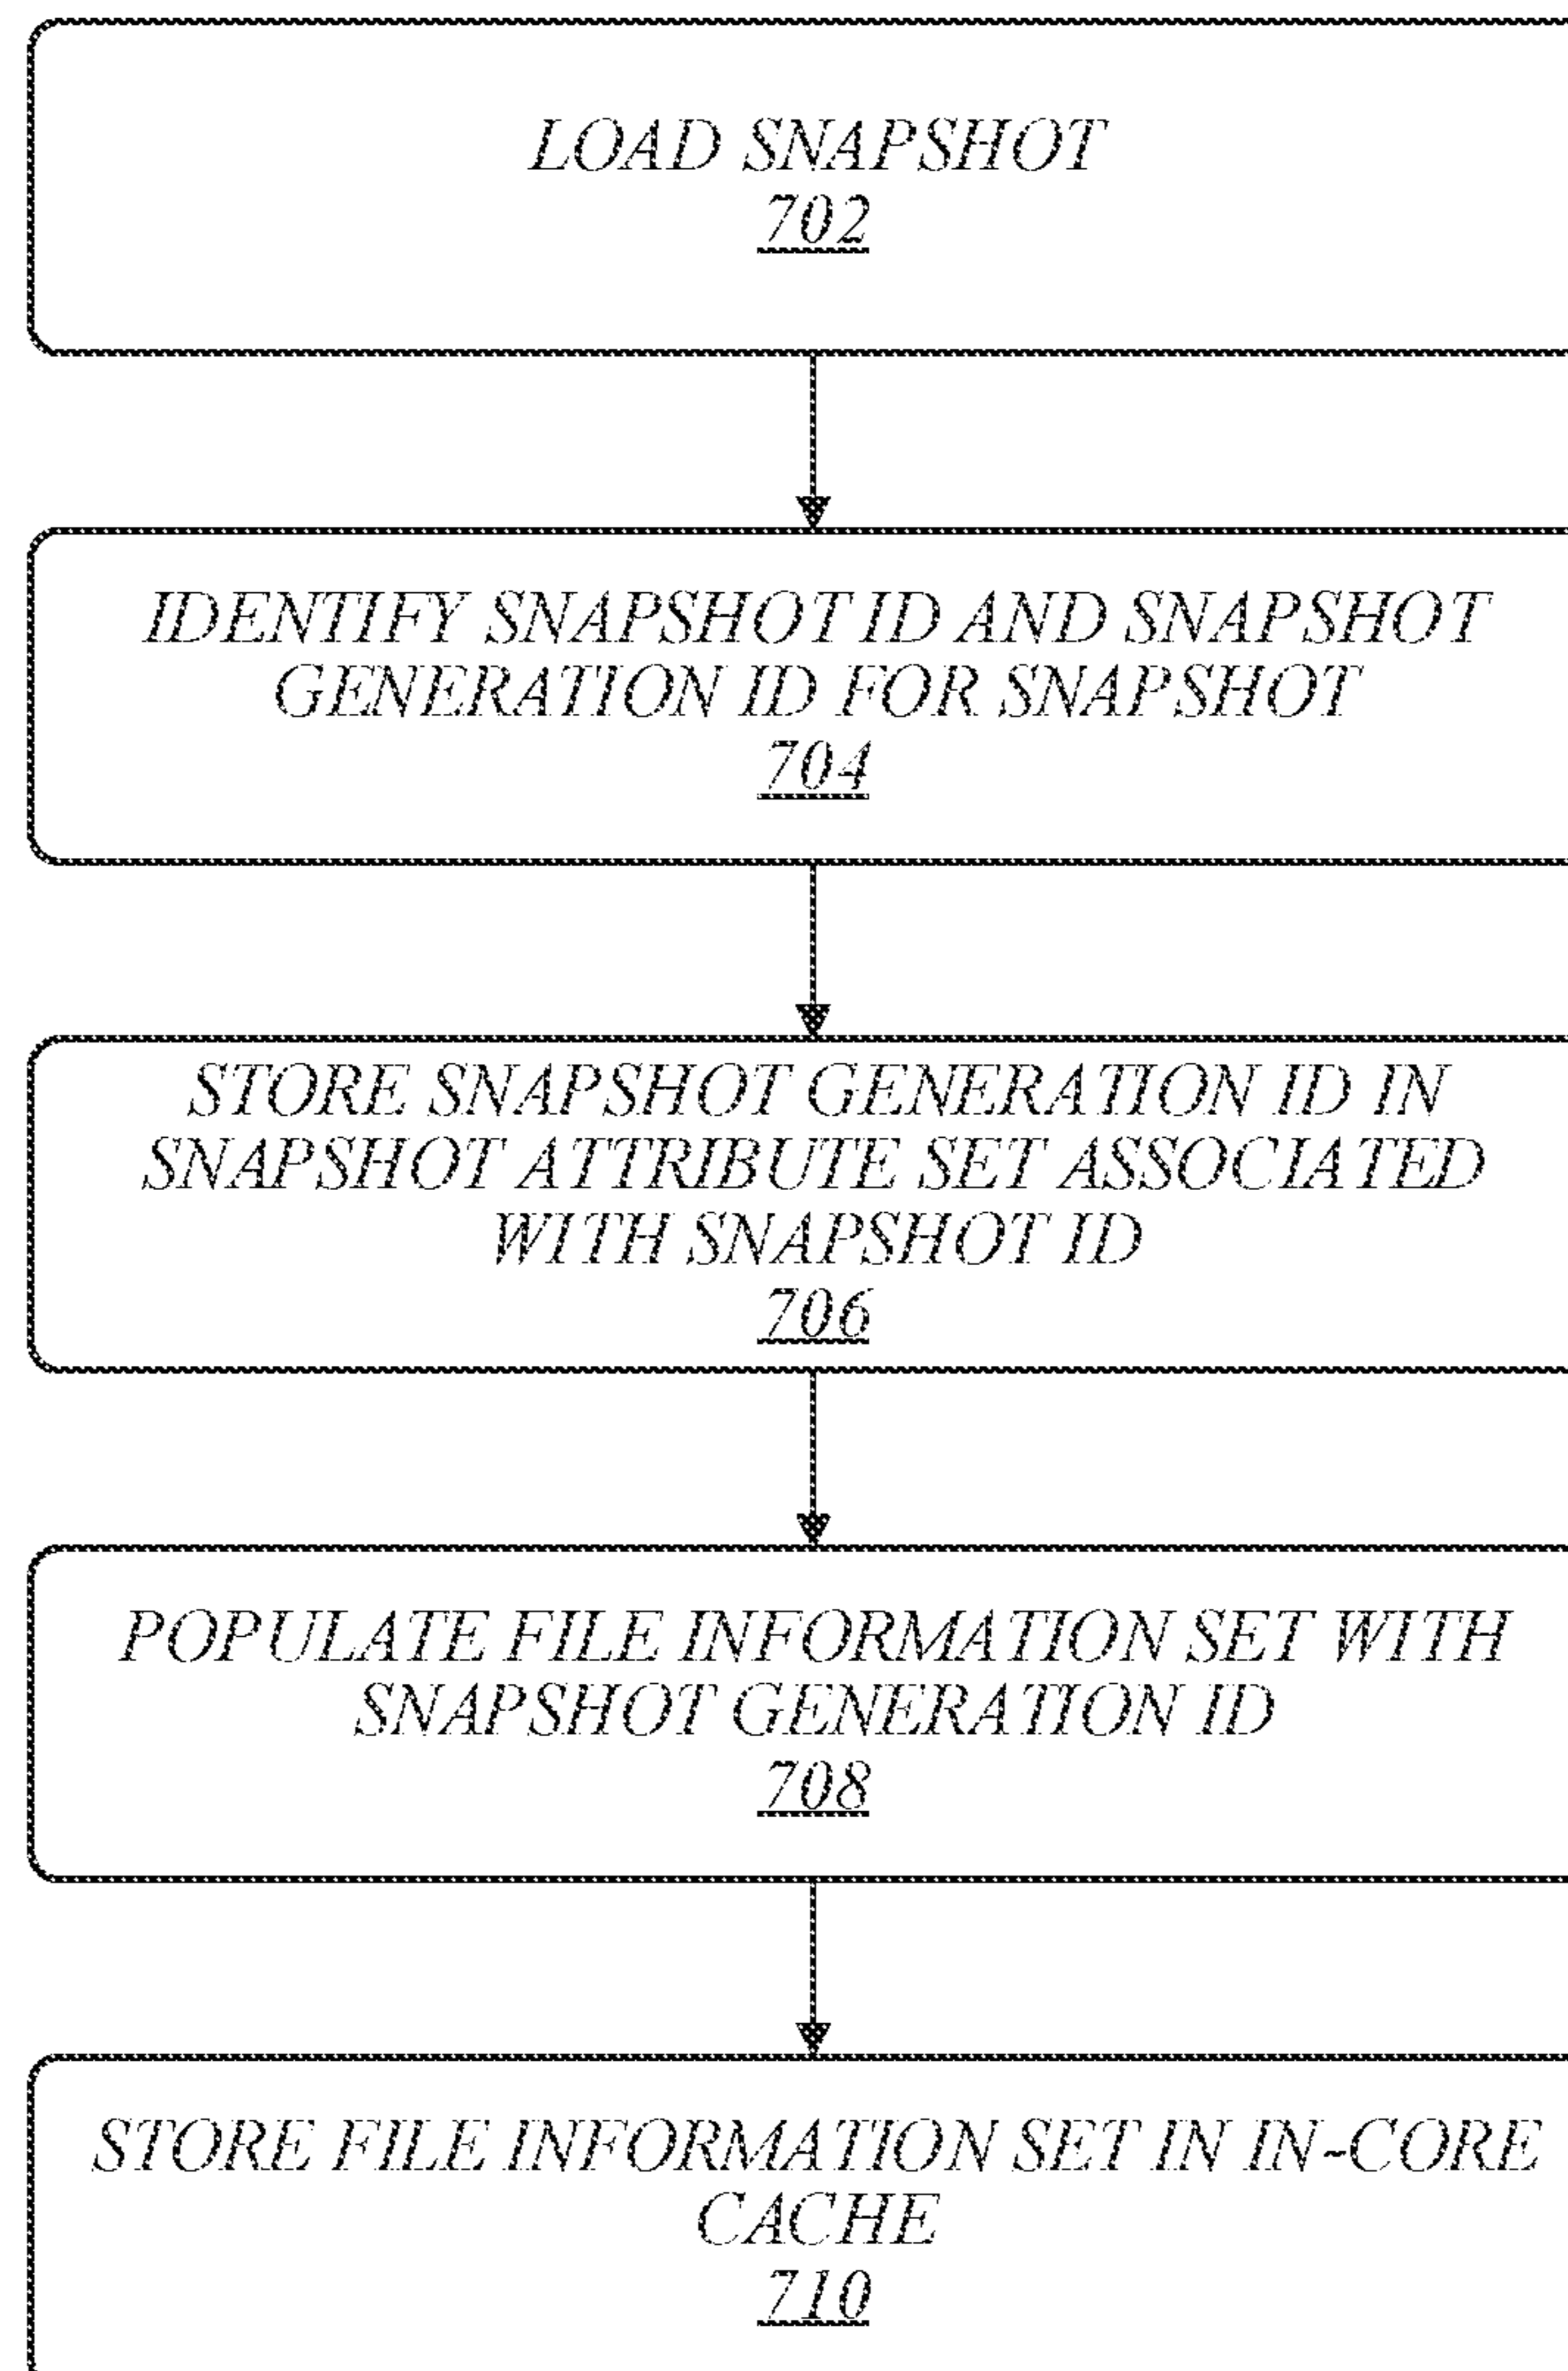 LOAD SNAPSHOT
702
IDENTIFY SNAPSHOT ID AND SNAPSHOT
GENERATION ID FOR SNAPSHOT
704
STORE SNAPSHOT GENERATION ID IN
SNAPSHOT ATTRIBUTE SET ASSOCIATED
WITH SNAPSHOT ID
706
POPULATE FILE INFORMATION SET WITH
SNAPSHOT GENERATION ID
708
STORE FILE INFORMATION SET IN IN-CORE
CACHE
710